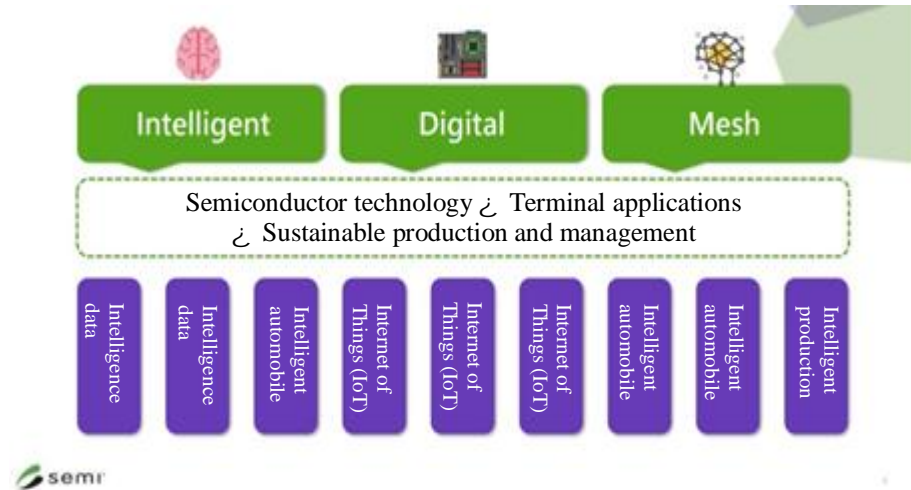 Intelligent
Digital
Mesh
Semiconductor technology ¿ Terminal applications
¿ Sustainable production and management
Intelligence
data
Intelligence
data
Intelligent
automobile
Internet of
Things (IoT)
Internet of
Things (IoT)
Internet of
Things (IoT)
Intelligent
automobile
Intelligent
automobile
Intelligent
production
semi